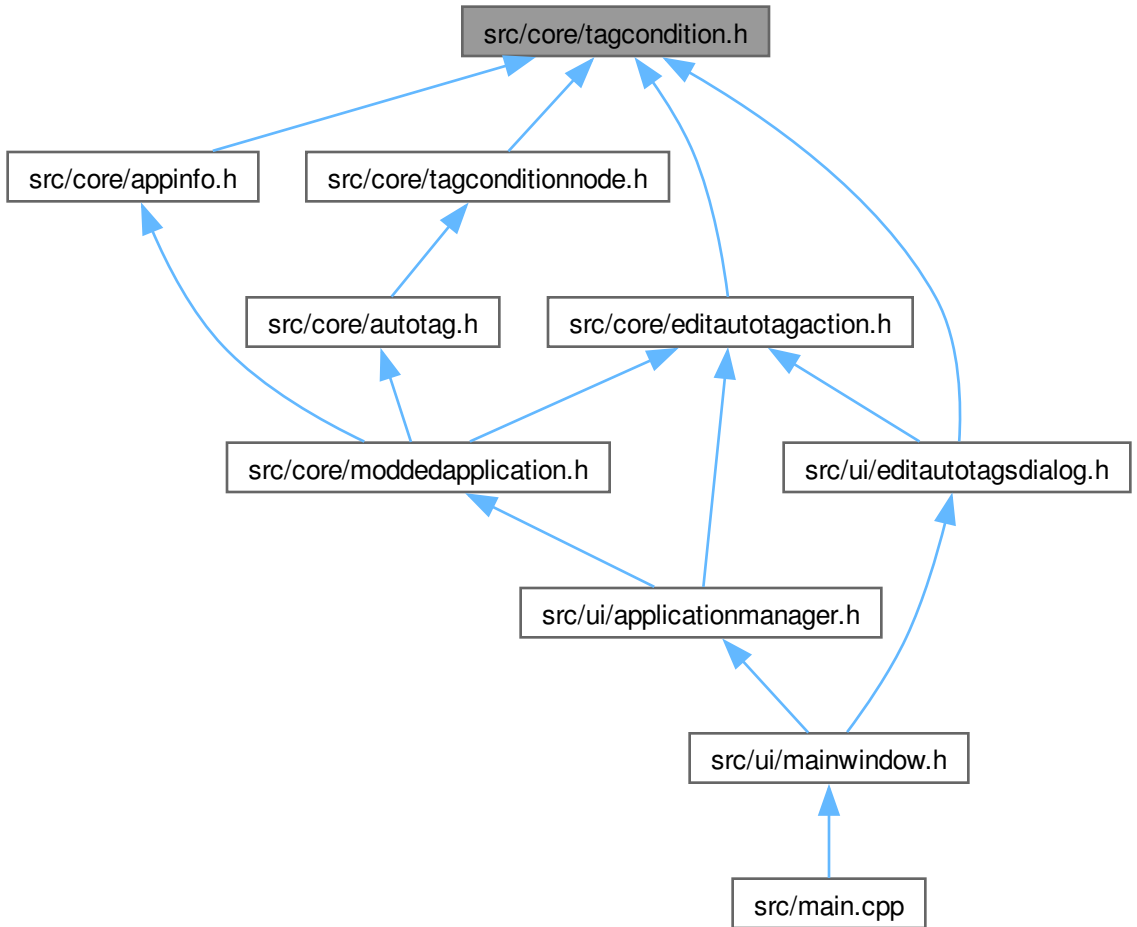 src/core/tagcondition.h
src/core/appinfo.h
src/core/tagconditionnode.h
src/core/autotag.h
src/core/editautotagaction.h
src/core/moddedapplication.h
src/ui/editautotagsdialog.h
src/ui/applicationmanager.h
src/ui/mainwindow.h
src/main.cpp